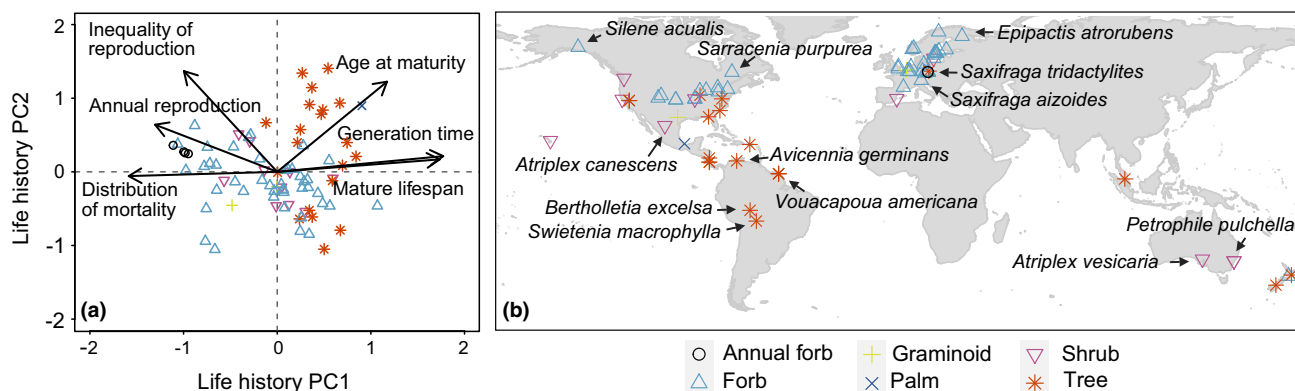 2
1
0
-1
-2
-2
-1
0
1
2
Life history PC2
Life history PC1
Inequality of
reproduction
Annual reproduction
Distribution
of mortality
Age at maturity
Generation time
Mature lifespan
(a)
Silene acualis
Sarracenia purpurea
Epipactis atrorubens
Saxifraga tridactylites
Saxifraga aizoides
Atriplex canescens
Avicennia germinans
Vouacapoua americana
Bertholletia excelsa
Swietenia macrophylla
Petrophile pulchella
Atriplex vesicaria
(b)
Annual forb
Graminoid
Shrub
Forb
Palm
Tree